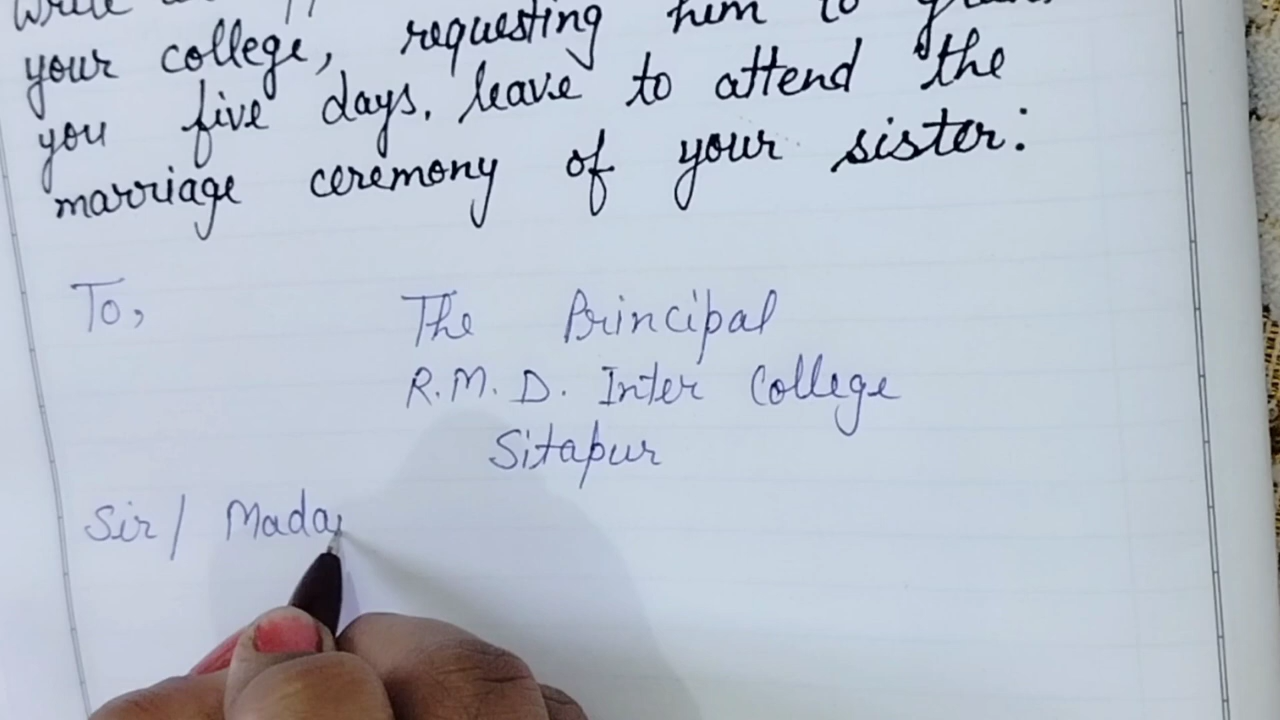 Write
your college, requesting him to
you five days. leave to attend the
marriage ceremony of your sister:
To,
The Principal
R.M.D. Inter College
Sitapur
Sir/ Mada